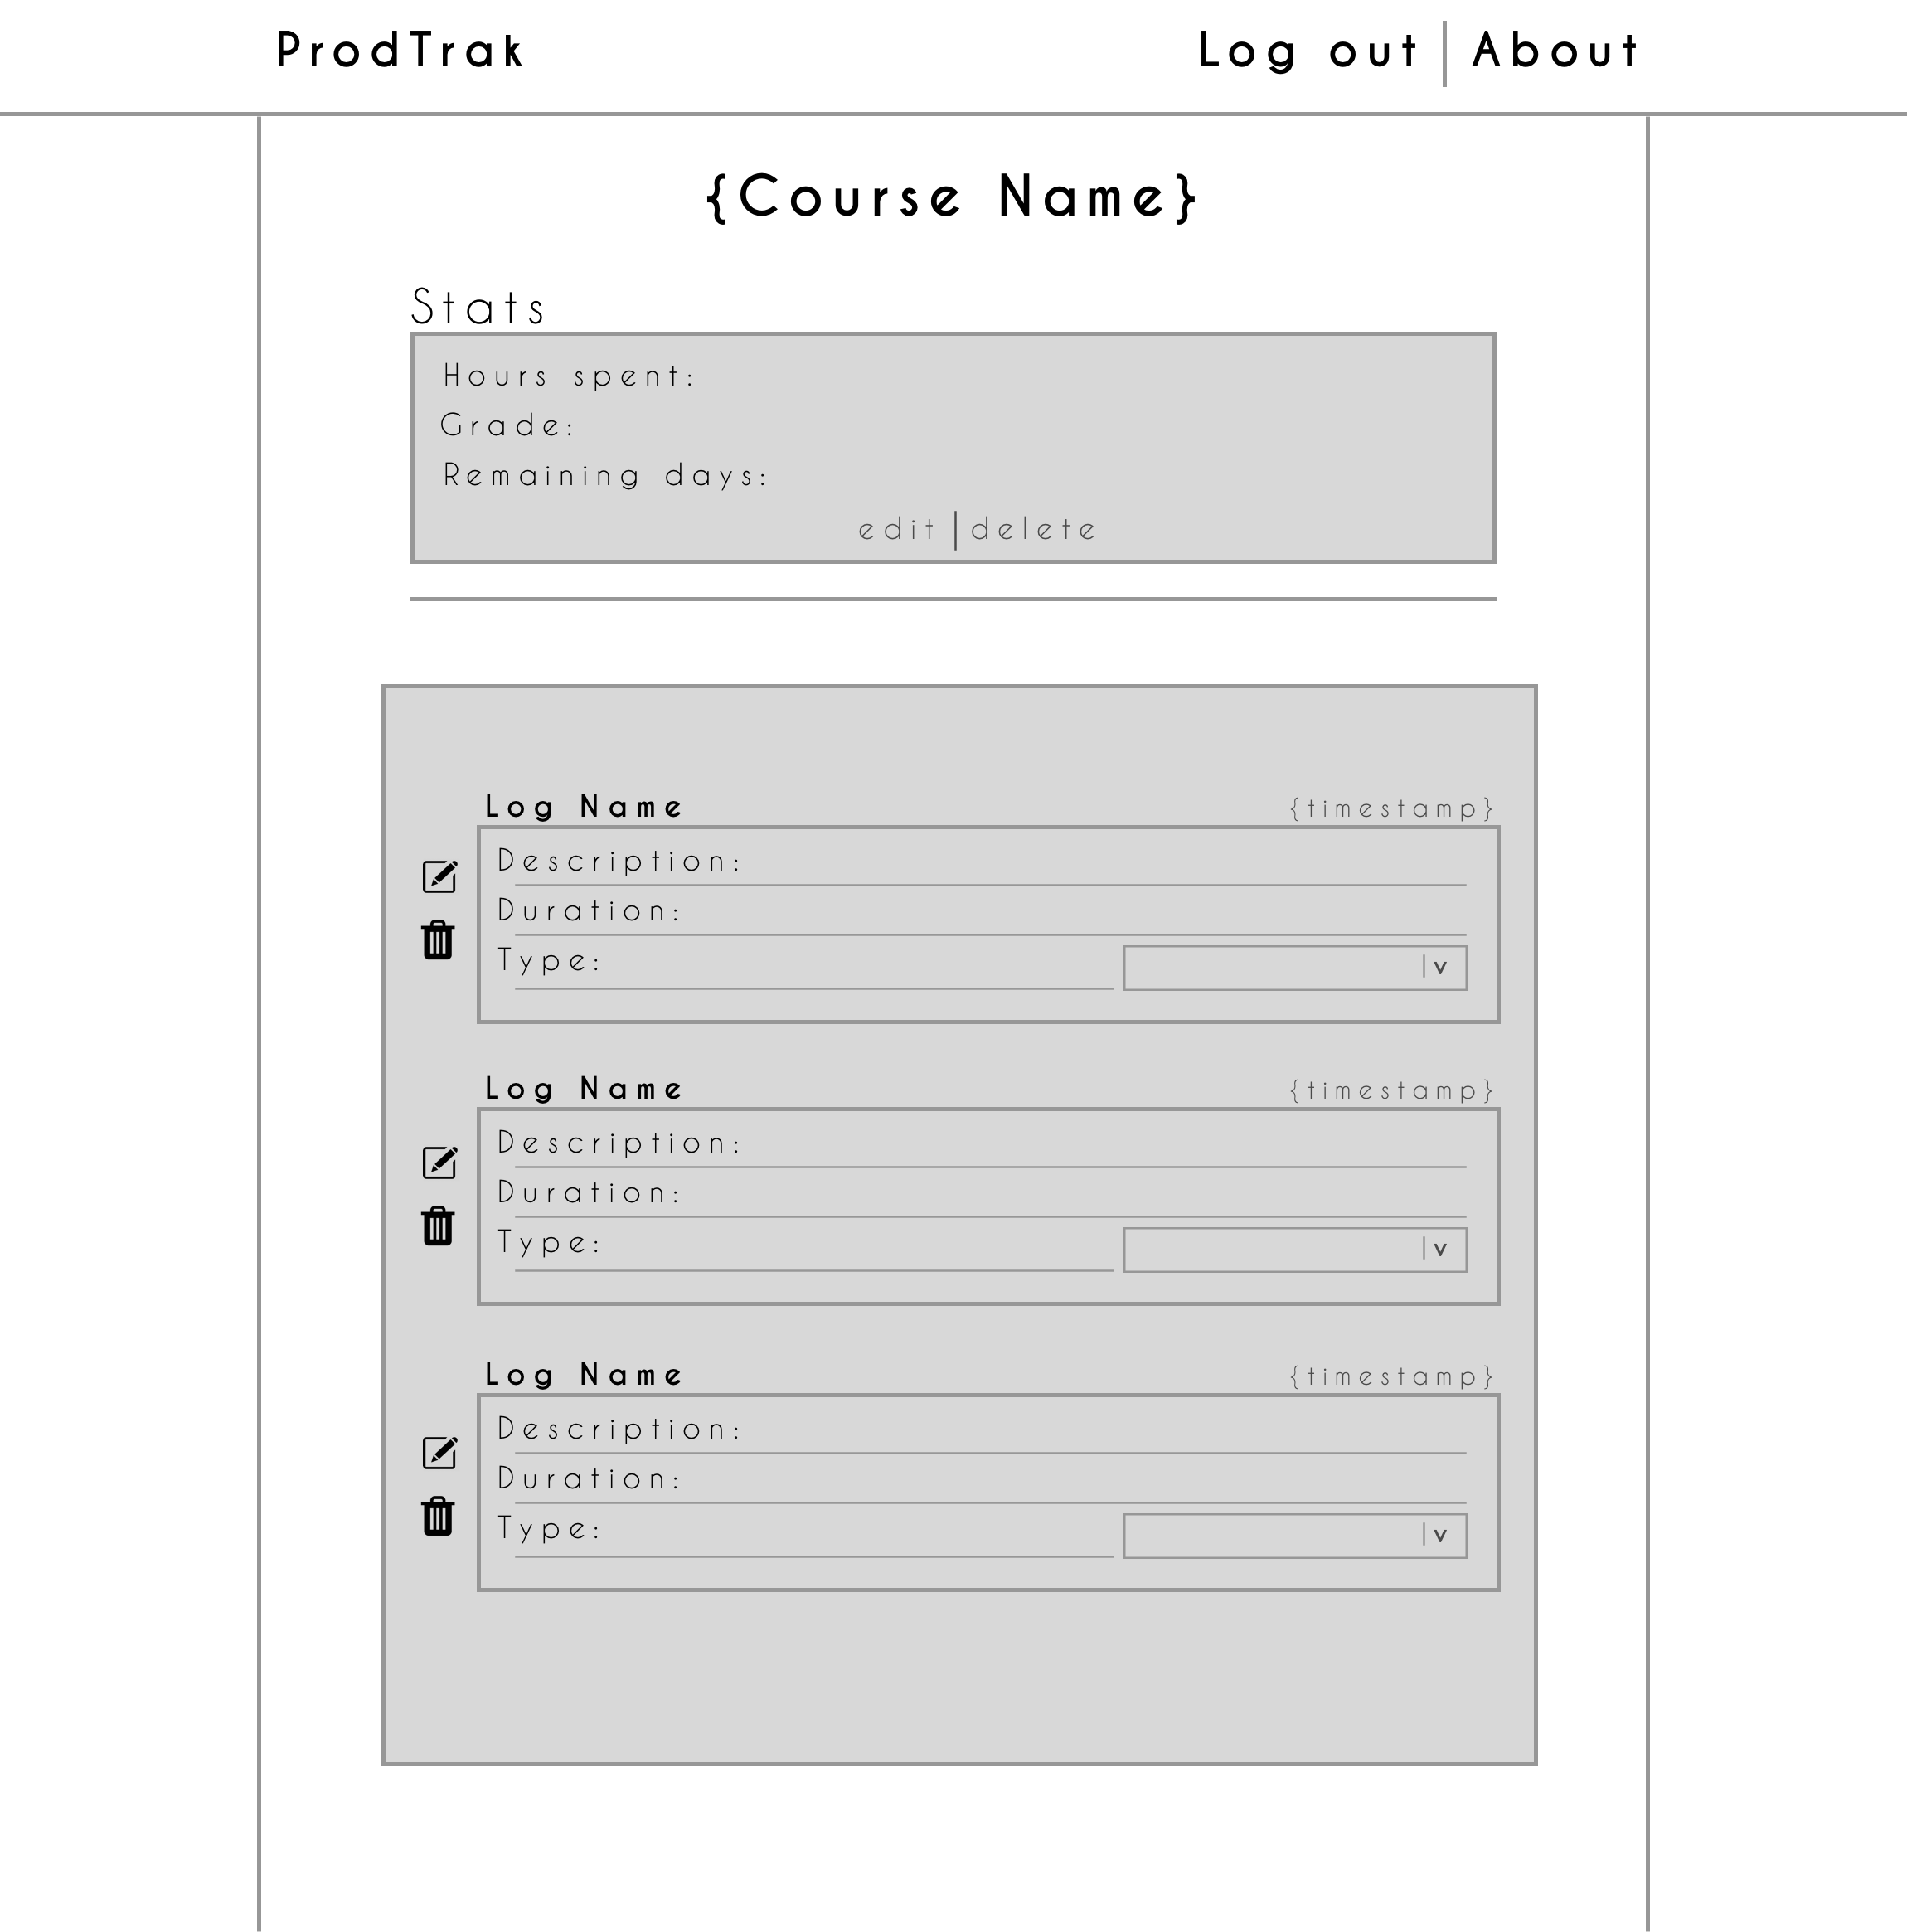 ProdTrak Log out | About
{Course Name}
Stats
Hours spent:
Grade:
Remaining days:
edit | delete
Log Name {timestamp}
Description:
Duration:
Type: | v
Log Name {timestamp}
Description:
Duration:
Type: | v
Log Name {timestamp}
Description:
Duration:
Type: | v